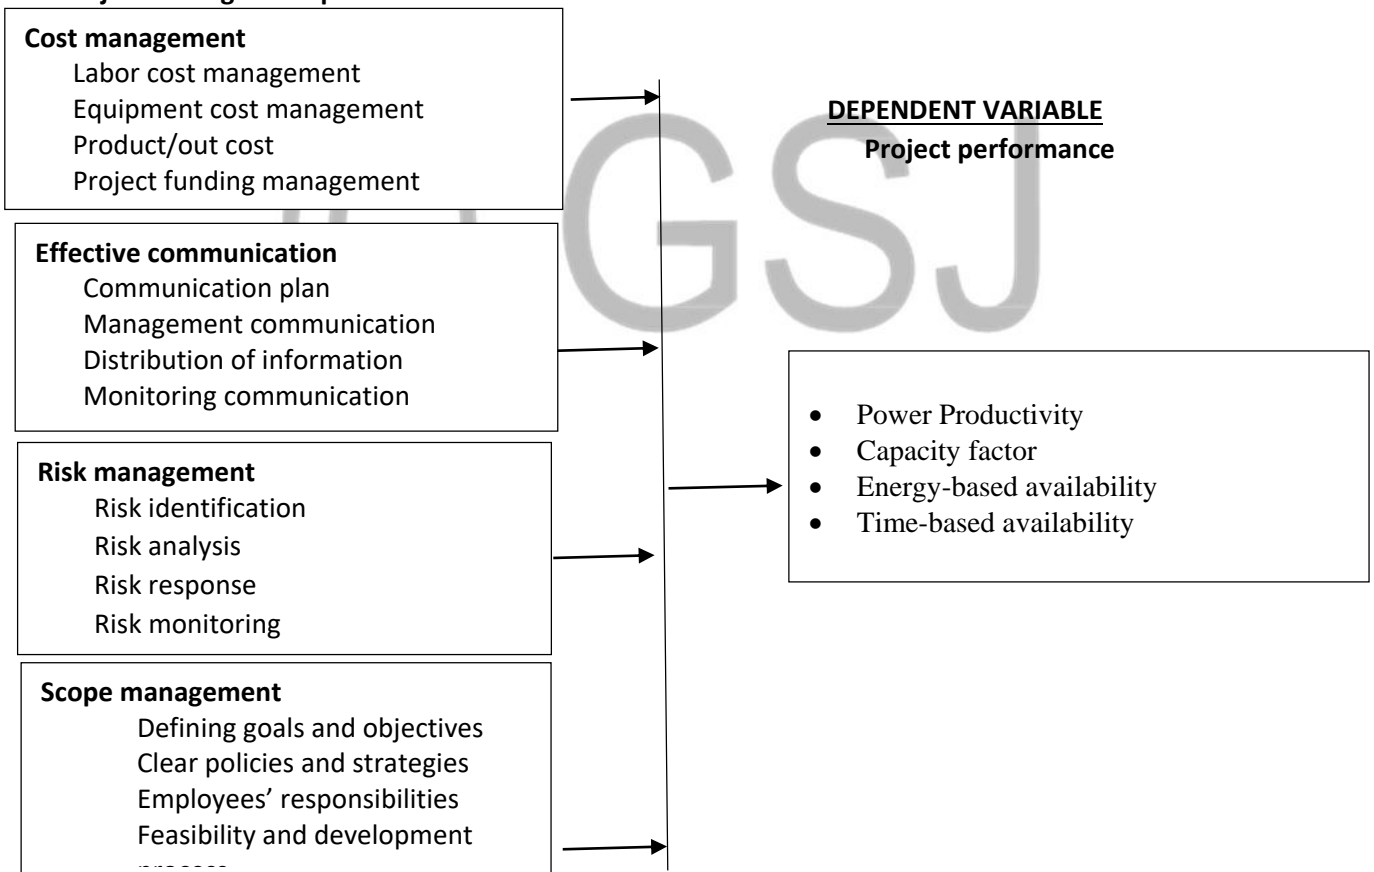 Cost management
Labor cost management
Equipment cost management
Product/out cost
Project funding management
Effective communication
Communication plan
Management communication
Distribution of information
Monitoring communication
Risk management
Risk identification
Risk analysis
Risk response
Risk monitoring
Scope management
Defining goals and objectives
Clear policies and strategies
Employees’ responsibilities
Feasibility and development
DEPENDENT VARIABLE
Project performance
GSJ
• Power Productivity
• Capacity factor
• Energy-based availability
• Time-based availability